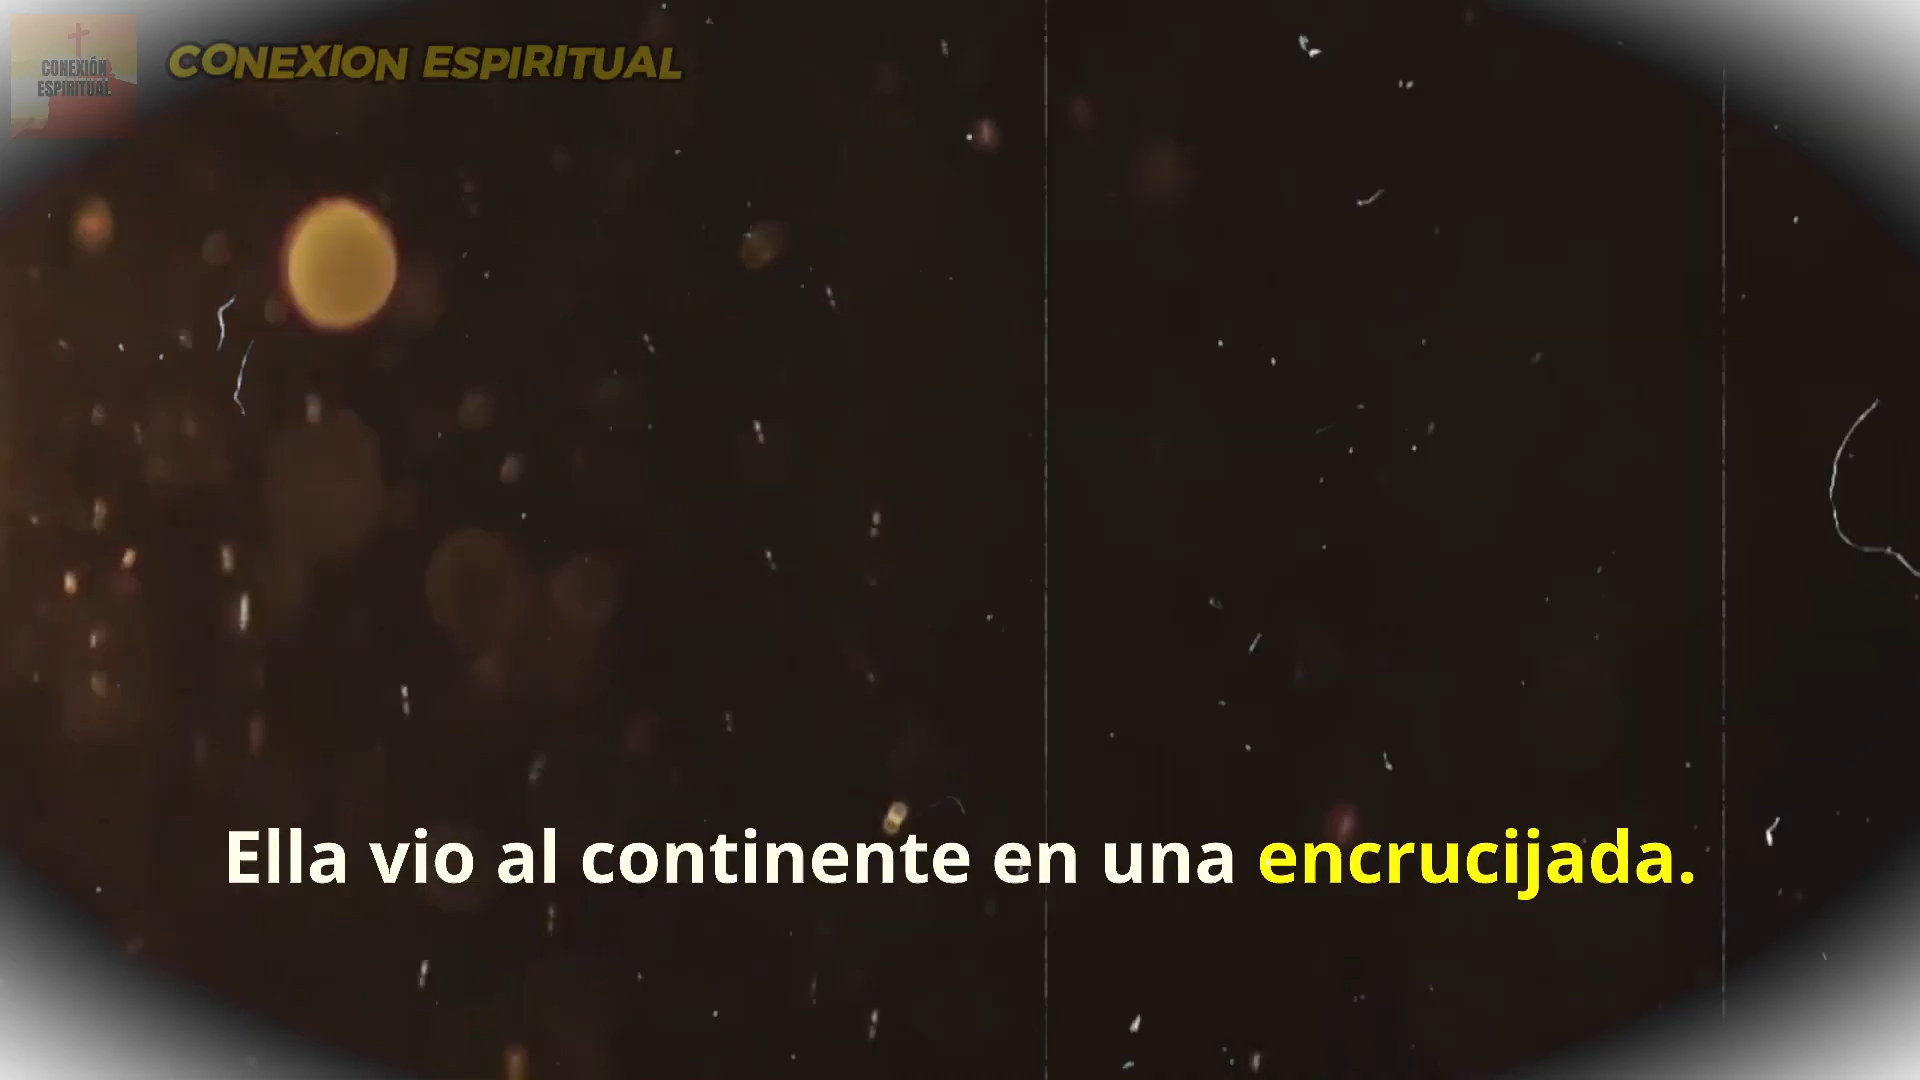 CONEXIÓN
ESPIRITUAL
CONEXION ESPIRITUAL
Ella vio al continente en una encrucijada.